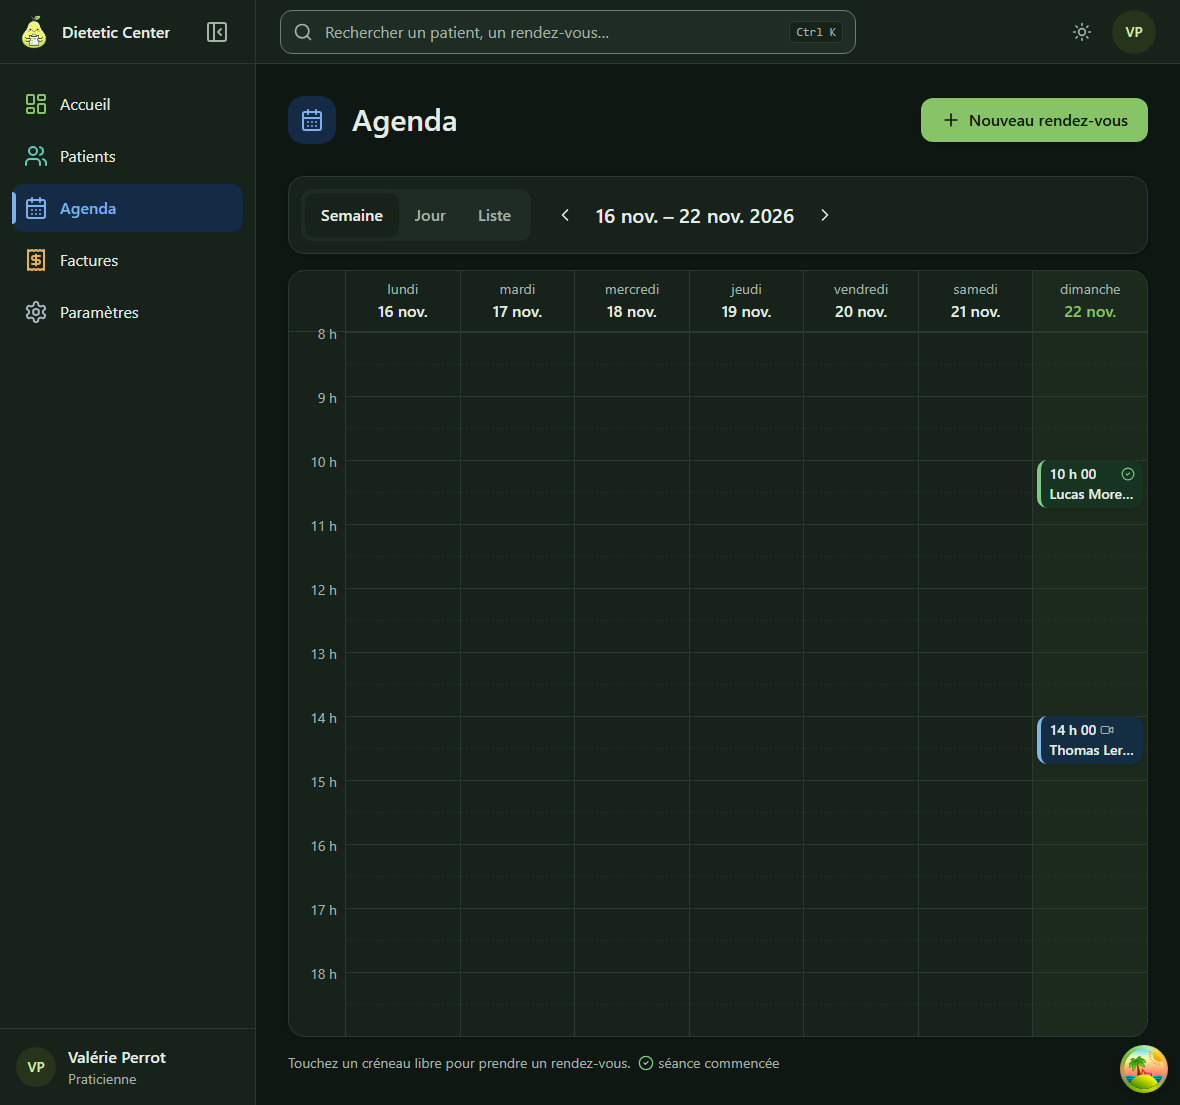 Dietetic Center
Rechercher un patient, un rendez-vous...
Ctrl K
VP
Accueil
Patients
Agenda
Factures
Paramètres
Agenda
Nouveau rendez-vous
Semaine Jour Liste
16 nov. – 22 nov. 2026
lundi mardi mercredi jeudi vendredi samedi dimanche
16 nov. 17 nov. 18 nov. 19 nov. 20 nov. 21 nov. 22 nov.
8 h
9 h
10 h
10 h 00
Lucas More...
11 h
12 h
13 h
14 h
14 h 00
Thomas Ler...
15 h
16 h
17 h
18 h
Touchez un créneau libre pour prendre un rendez-vous. séance commencée
VP
Valérie Perrot
Praticienne